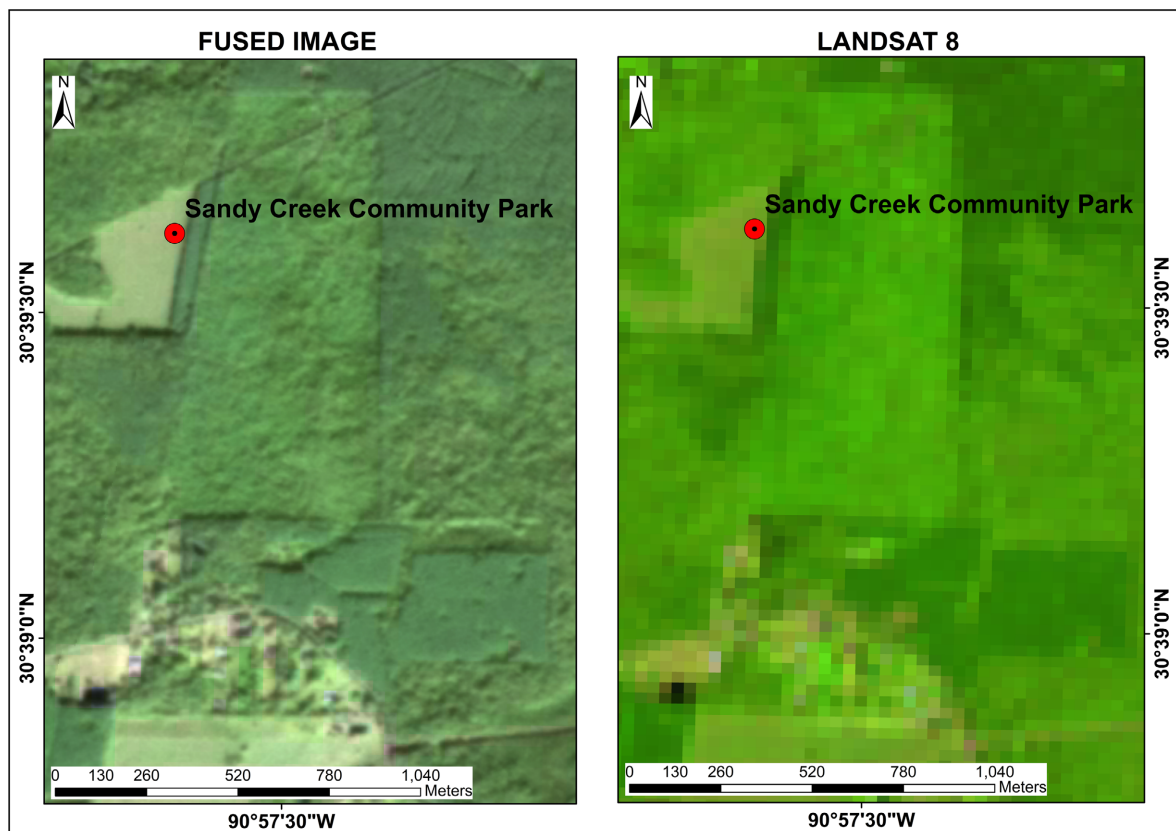 FUSED IMAGE
N
Sandy Creek Community Park
30°39'30"N
30°39'0"N
0 130 260 520 780 1,040
Meters
90°57'30"W
LANDSAT 8
N
Sandy Creek Community Park
30°39'30"N
30°39'0"N
0 130 260 520 780 1,040
Meters
90°57'30"W